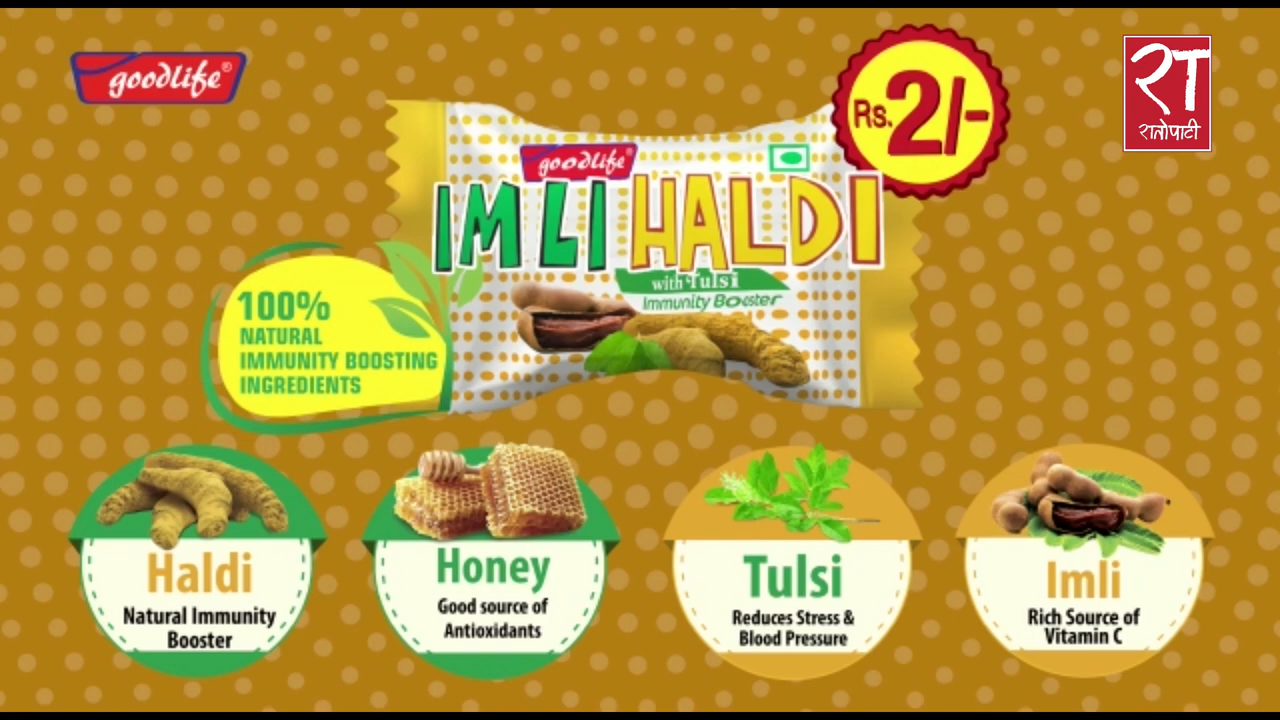 goodlife®
Rs. 2/-
रत
रातोपाटी
goodlife®
IMLI HALDI
with Tulsi
Immunity Booster
100%
NATURAL
IMMUNITY BOOSTING
INGREDIENTS
Haldi
Natural Immunity
Booster
Honey
Good source of
Antioxidants
Tulsi
Reduces Stress &
Blood Pressure
Imli
Rich Source of
Vitamin C